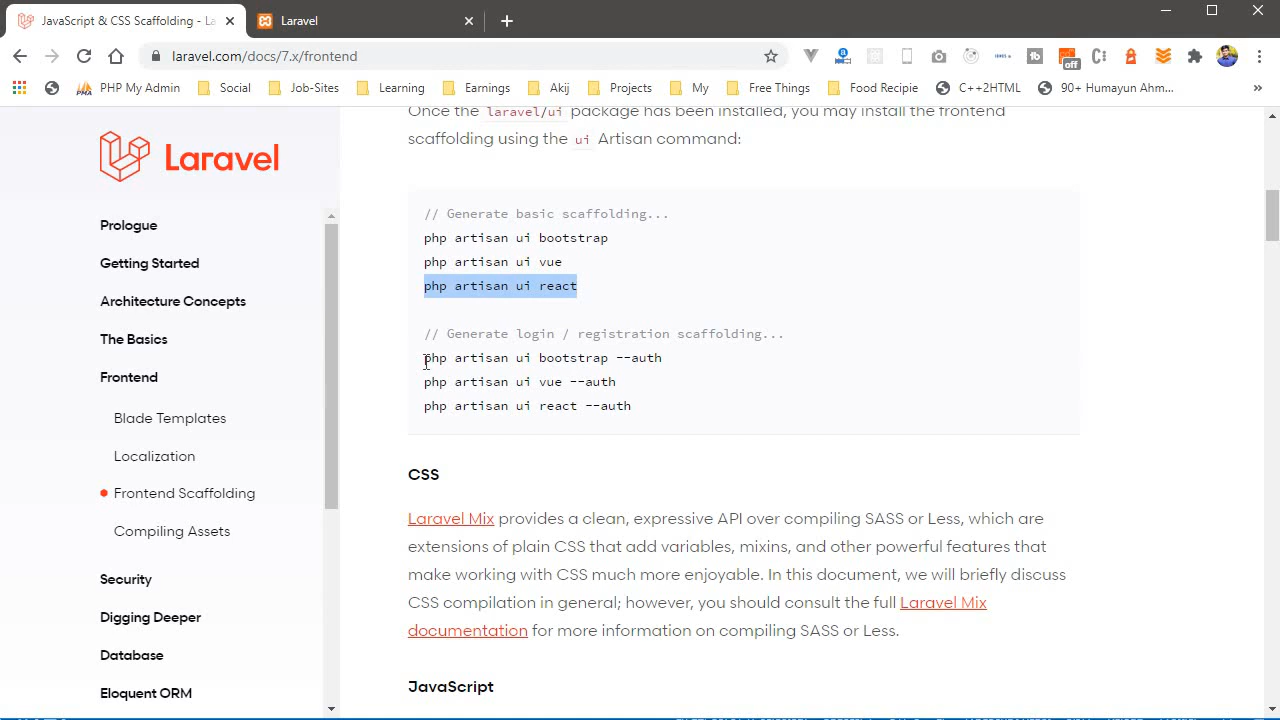 JavaScript & CSS Scaffolding - La
Laravel
laravel.com/docs/7.x/frontend
off
PHP My Admin
Social
Job-Sites
Learning
Earnings
Akij
Projects
My
Free Things
Food Recipie
C++2HTML
90+ Humayun Ahm...
Laravel
Prologue
Getting Started
Architecture Concepts
The Basics
Frontend
Blade Templates
Localization
Frontend Scaffolding
Compiling Assets
Security
Digging Deeper
Database
Eloquent ORM
Once the laravel/ui package has been installed, you may install the frontend
scaffolding using the ui Artisan command:
// Generate basic scaffolding...
php artisan ui bootstrap
php artisan ui vue
php artisan ui react
// Generate login / registration scaffolding...
php artisan ui bootstrap --auth
php artisan ui vue --auth
php artisan ui react --auth
CSS
Laravel Mix provides a clean, expressive API over compiling SASS or Less, which are
extensions of plain CSS that add variables, mixins, and other powerful features that
make working with CSS much more enjoyable. In this document, we will briefly discuss
CSS compilation in general; however, you should consult the full Laravel Mix
documentation for more information on compiling SASS or Less.
JavaScript